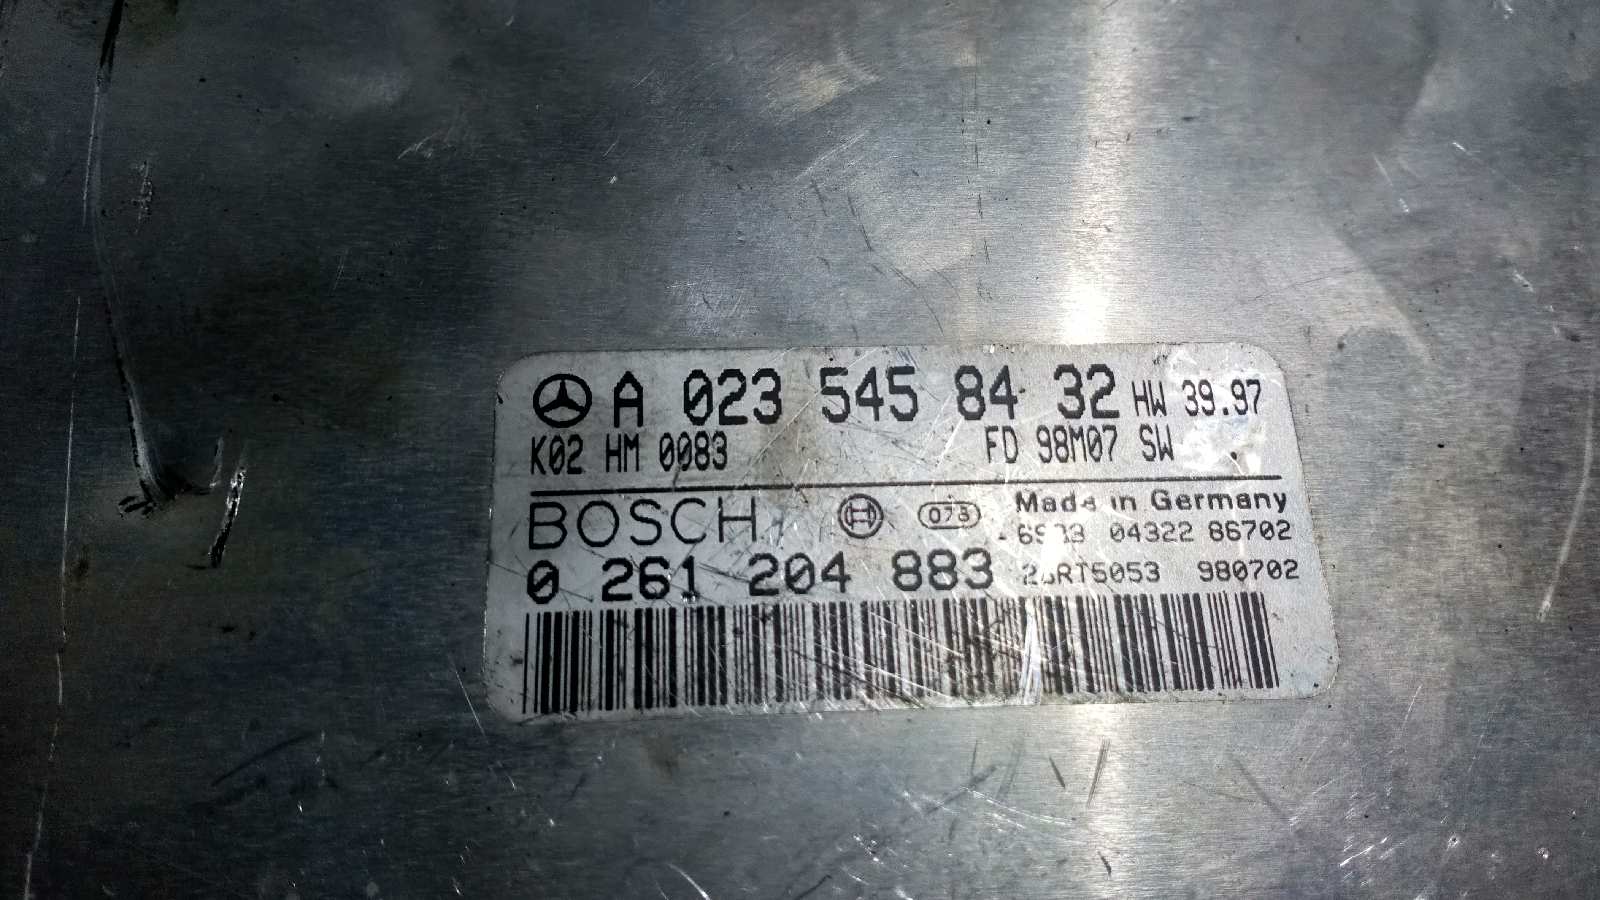 A 023 545 84 32 HW 39.97
K02 HM 0083 FD 98M07 SW
BOSCH Made in Germany
04322 86702
0 261 204 883 980702